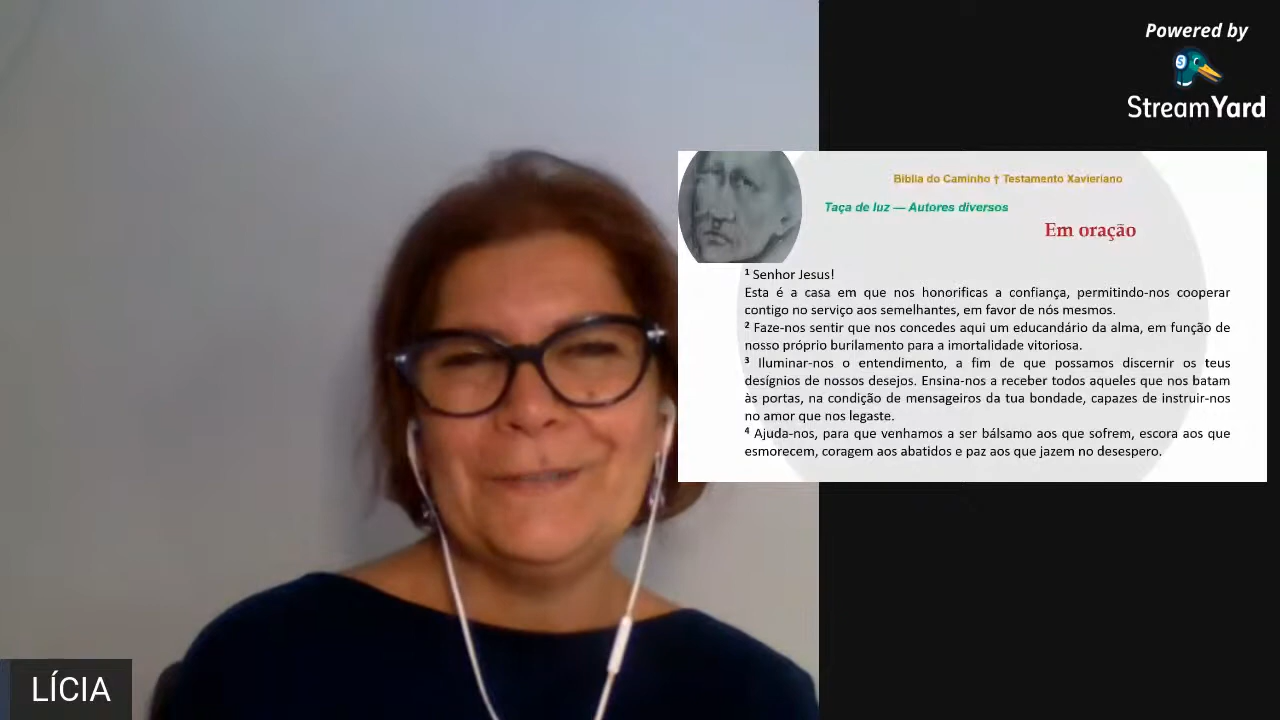 Powered by
StreamYard
Bíblia do Caminho † Testamento Xavieriano
Taça de luz — Autores diversos
Em oração
¹ Senhor Jesus!
Esta é a casa em que nos honorificas a confiança, permitindo-nos cooperar
contigo no serviço aos semelhantes, em favor de nós mesmos.
² Faze-nos sentir que nos concedes aqui um educandário da alma, em função de
nosso próprio burilamento para a imortalidade vitoriosa.
³ Iluminar-nos o entendimento, a fim de que possamos discernir os teus
desígnios de nossos desejos. Ensina-nos a receber todos aqueles que nos batam
às portas, na condição de mensageiros da tua bondade, capazes de instruir-nos
no amor que nos legaste.
⁴ Ajuda-nos, para que venhamos a ser bálsamo aos que sofrem, escora aos que
esmorecem, coragem aos abatidos e paz aos que jazem no desespero.
LÍCIA